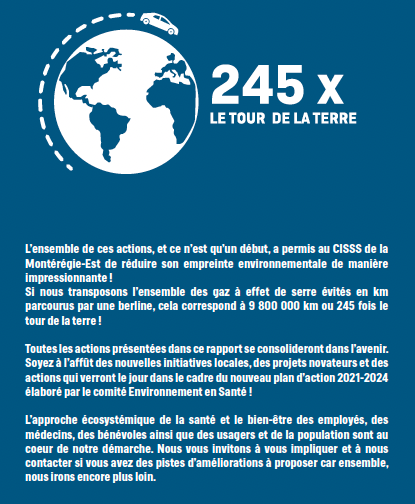 245 x
LE TOUR DE LA TERRE
L'ensemble de ces actions, et ce n'est qu'un début, a permis au CISSS de la
Montérégie-Est de réduire son empreinte environnementale de manière
impressionnante !
Si nous transposons l'ensemble des gaz à effet de serre évités en km
parcourus par une berline, cela correspond à 9 800 000 km ou 245 fois le
tour de la terre !
Toutes les actions présentées dans ce rapport se consolideront dans l'avenir.
Soyez à l'affût des nouvelles initiatives locales, des projets novateurs et des
actions qui verront le jour dans le cadre du nouveau plan d'action 2021-2024
élaboré par le comité Environnement en Santé !
L'approche écosystémique de la santé et le bien-être des employés, des
médecins, des bénévoles ainsi que des usagers et de la population sont au
coeur de notre démarche. Nous vous invitons à vous impliquer et à nous
contacter si vous avez des pistes d'améliorations à proposer car ensemble,
nous irons encore plus loin.